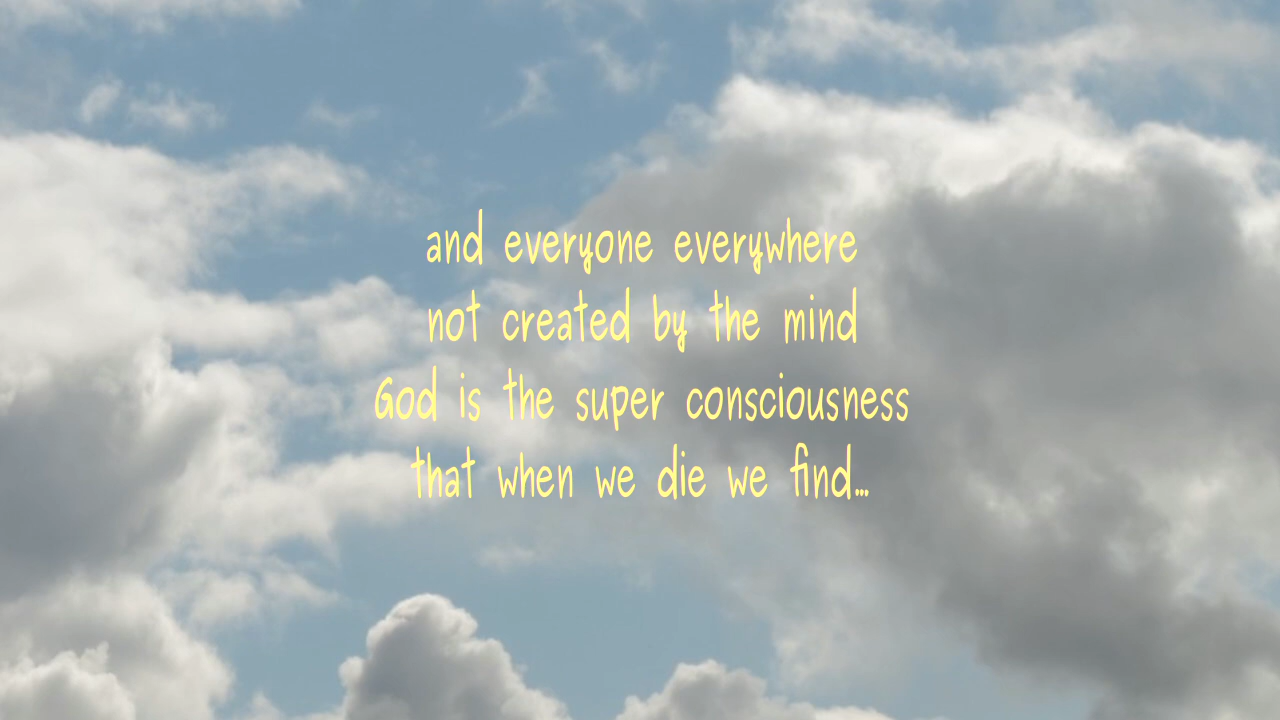 and everyone everywhere
not created by the mind
God is the super consciousness
that when we die we find...